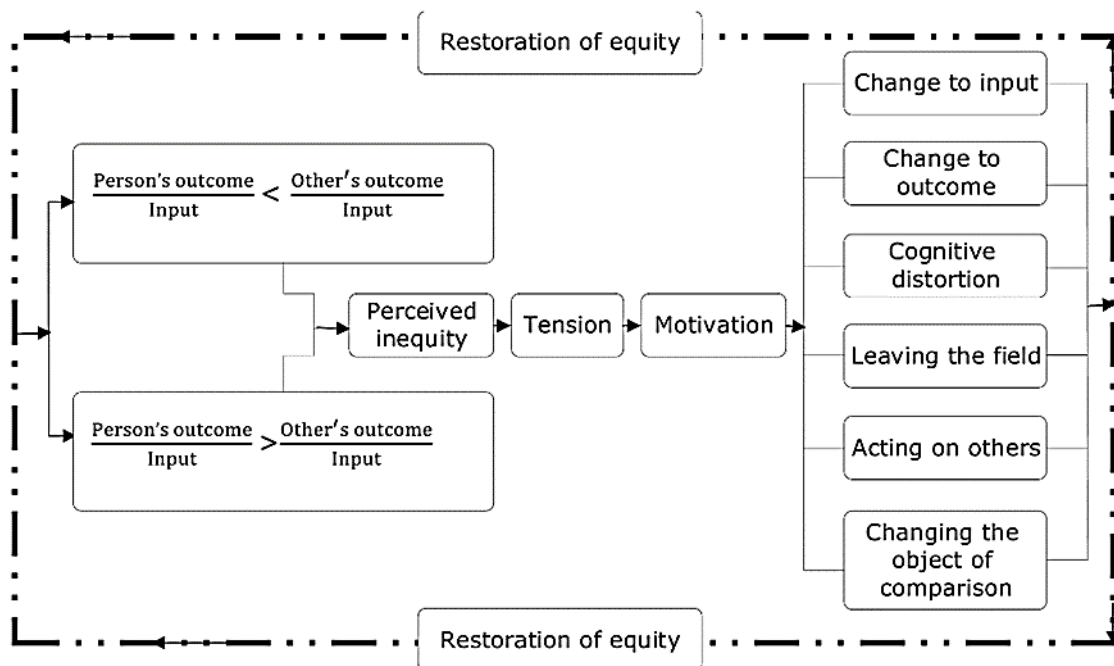 Restoration of equity
Person's outcome < Other's outcome
Input Input
Person's outcome > Other's outcome
Input Input
Perceived
inequity
Tension
Motivation
Change to input
Change to
outcome
Cognitive
distortion
Leaving the field
Acting on others
Changing the
object of
comparison
Restoration of equity